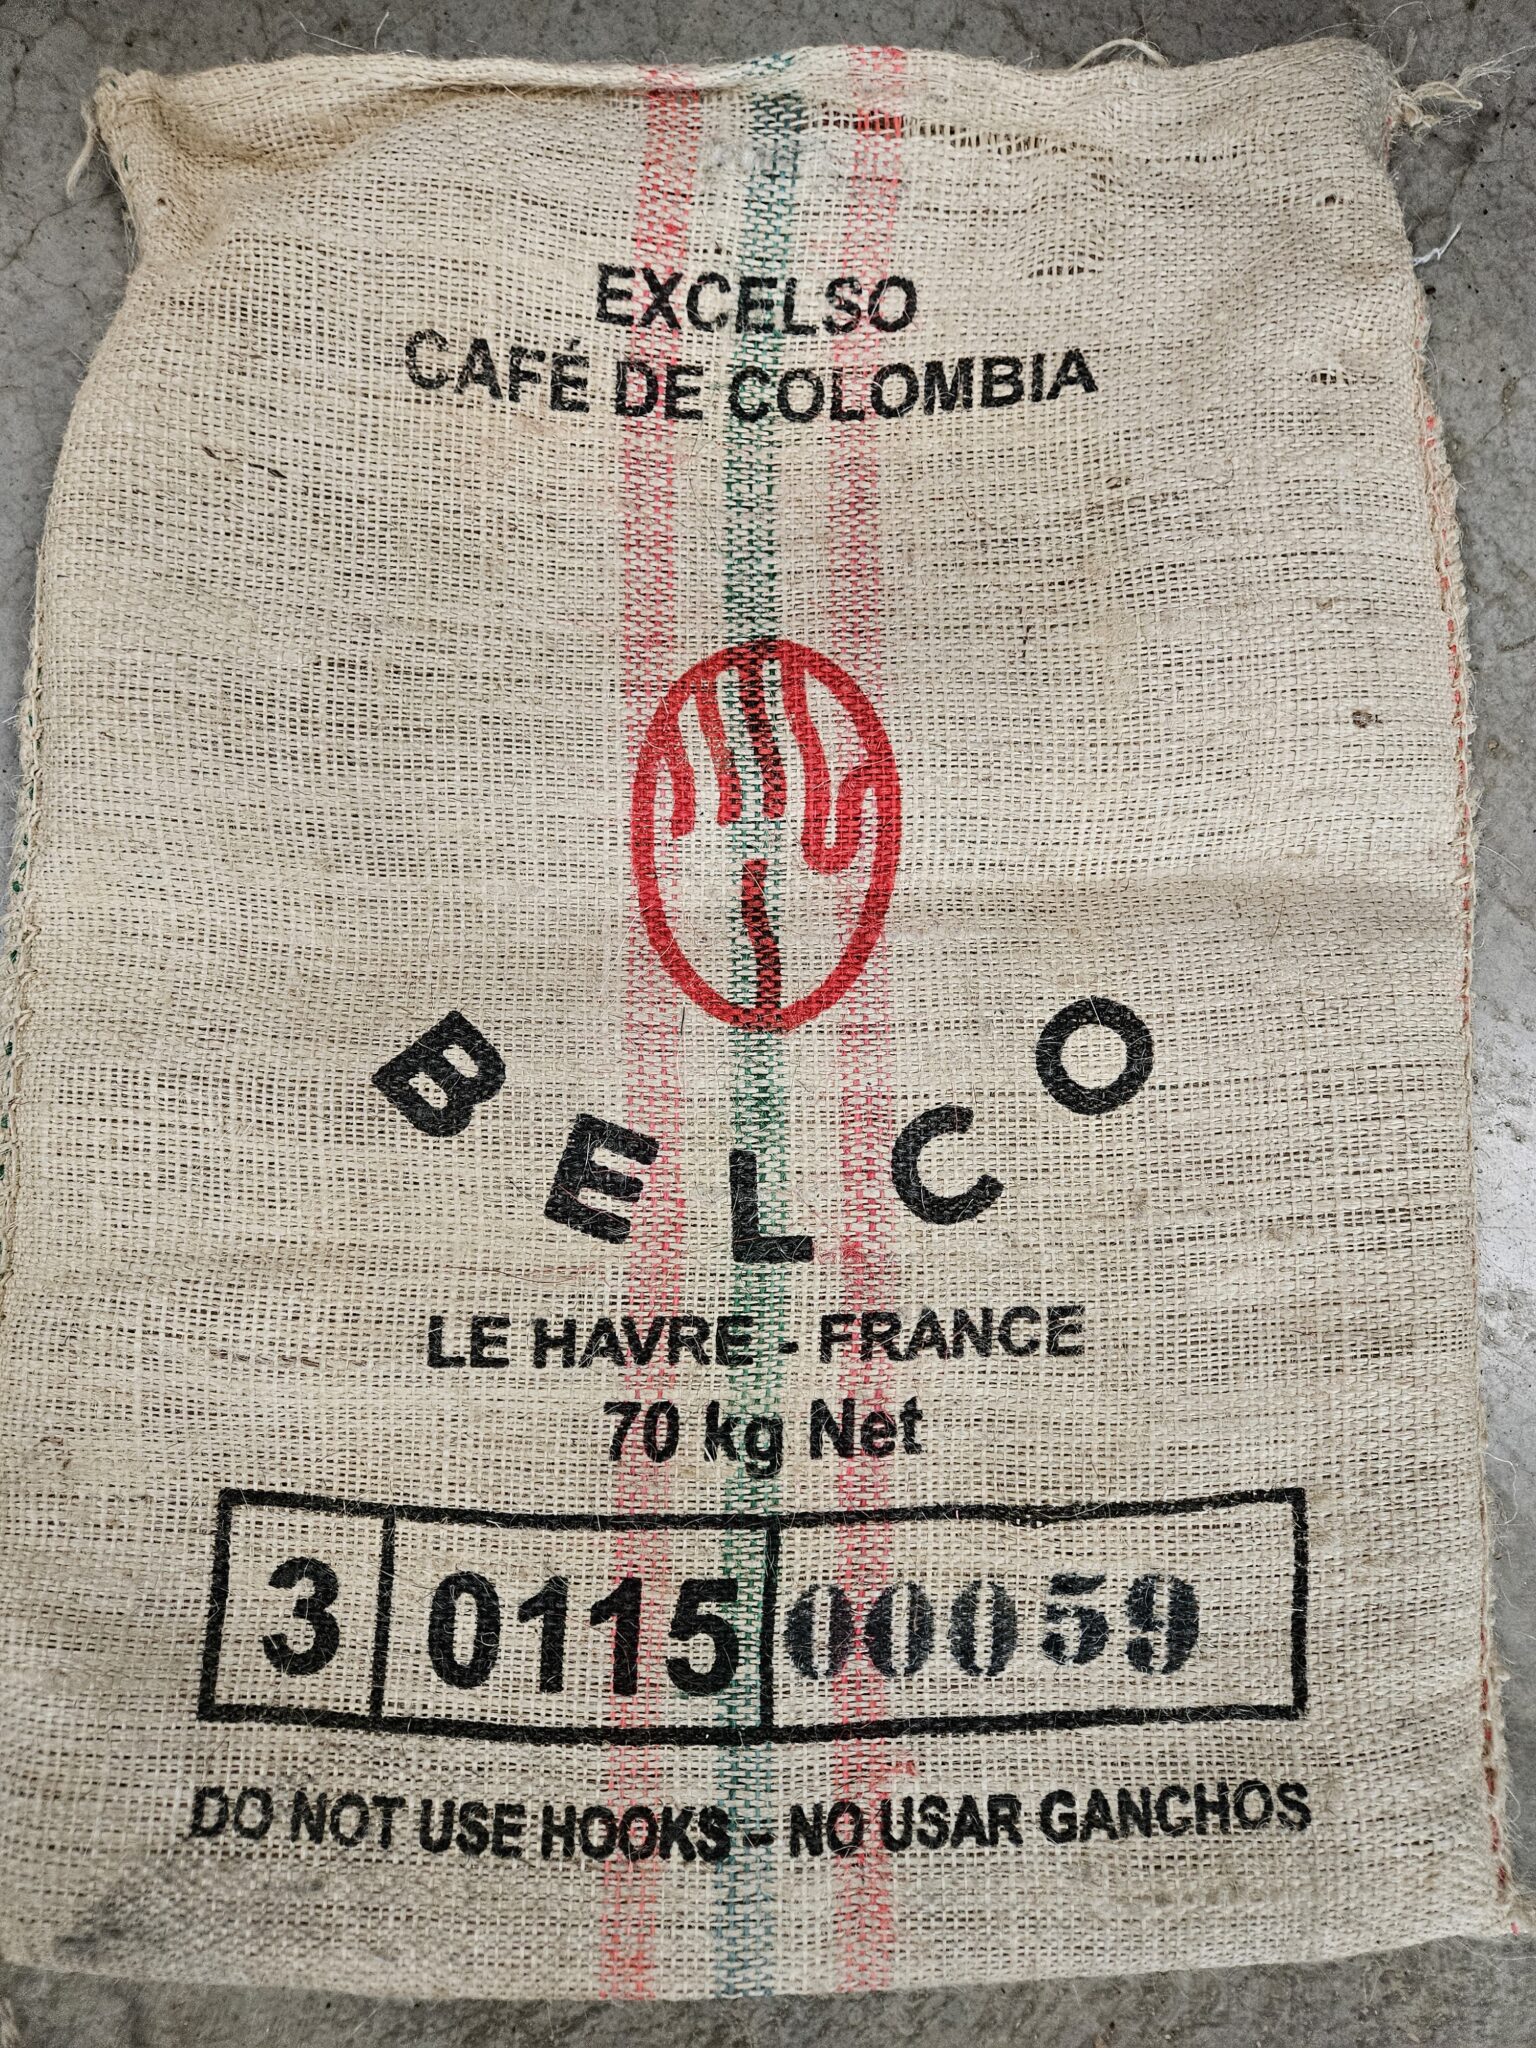 EXCELSO
CAFÉ DE COLOMBIA
BELCO
LE HAVRE - FRANCE
70 kg Net
3 0115 00059
DO NOT USE HOOKS - NO USAR GANCHOS